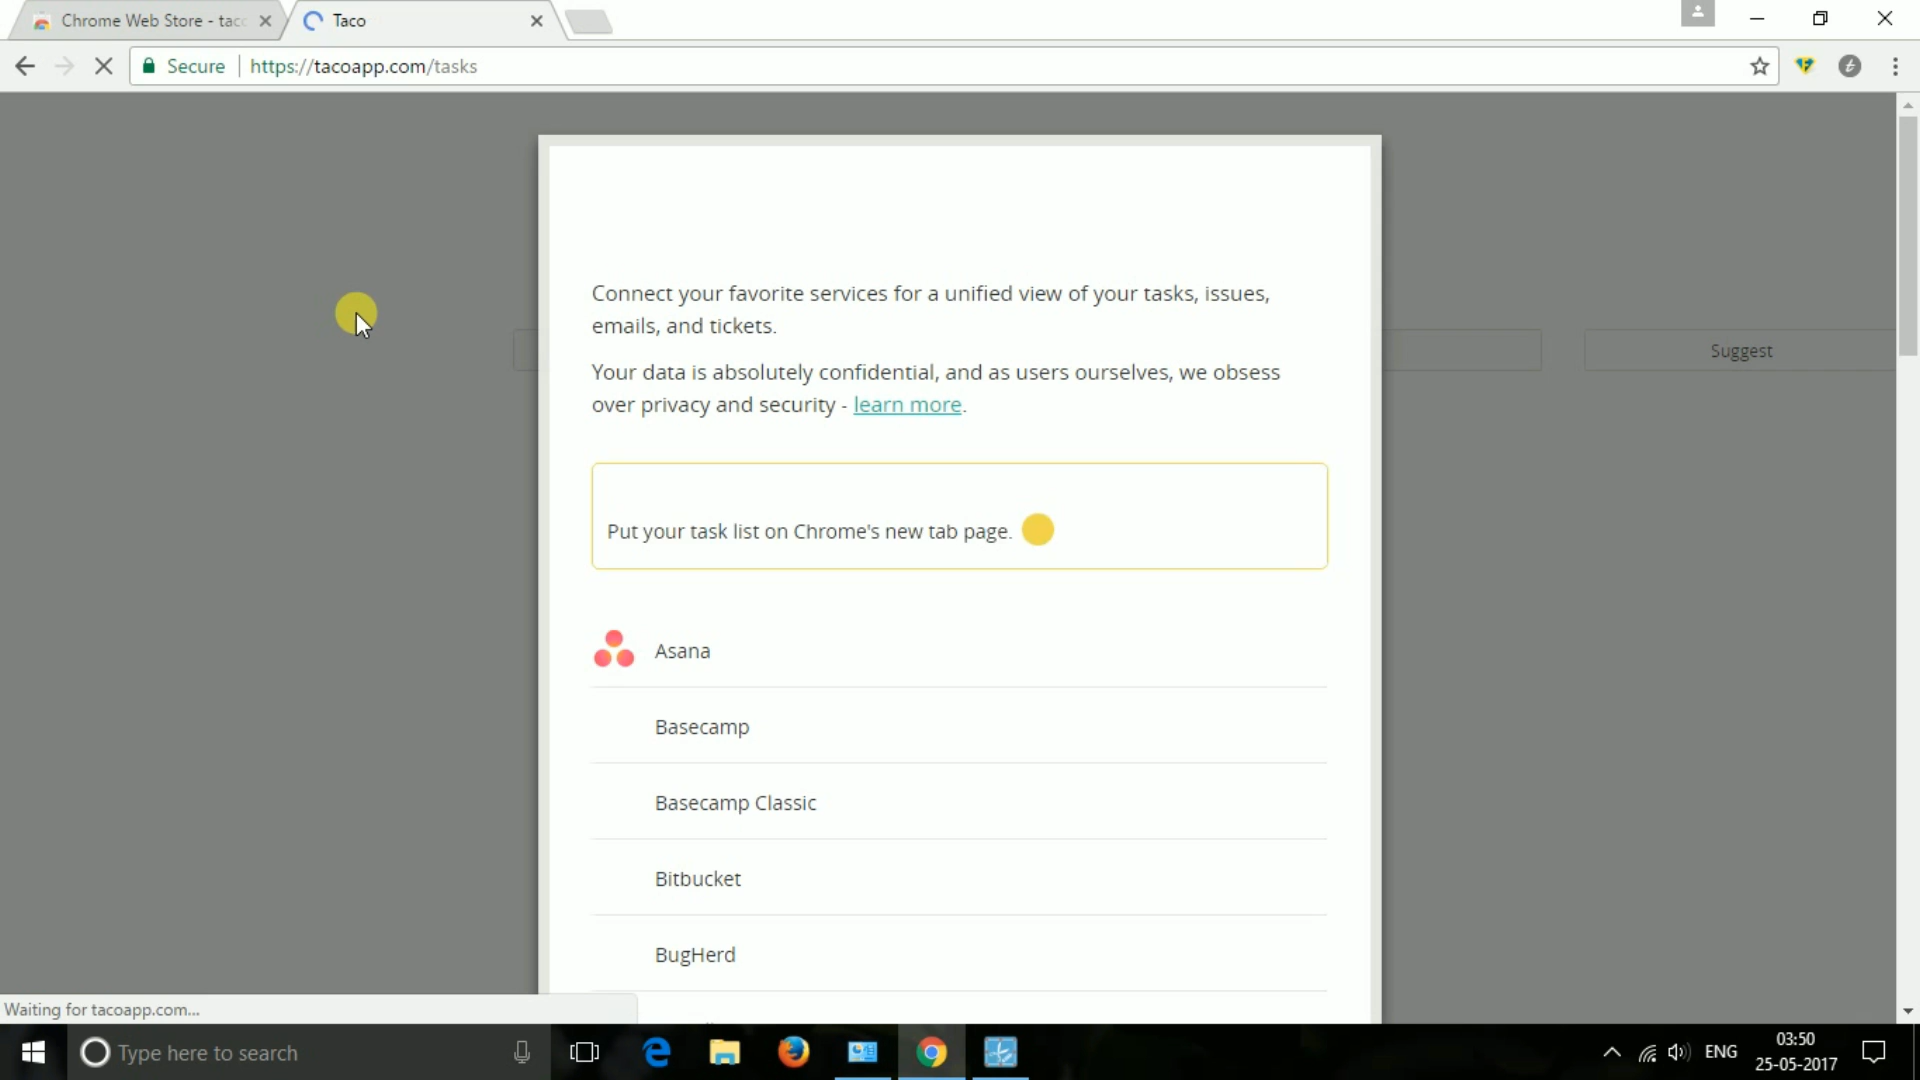 Chrome Web Store - tac
Taco
Secure
https://tacoapp.com/tasks
Connect your favorite services for a unified view of your tasks, issues,
emails, and tickets.
Suggest
Your data is absolutely confidential, and as users ourselves, we obsess
over privacy and security - learn more.
Put your task list on Chrome's new tab page.
Asana
Basecamp
Basecamp Classic
Bitbucket
BugHerd
Waiting for tacoapp.com...
Type here to search
ENG
03:50
25-05-2017